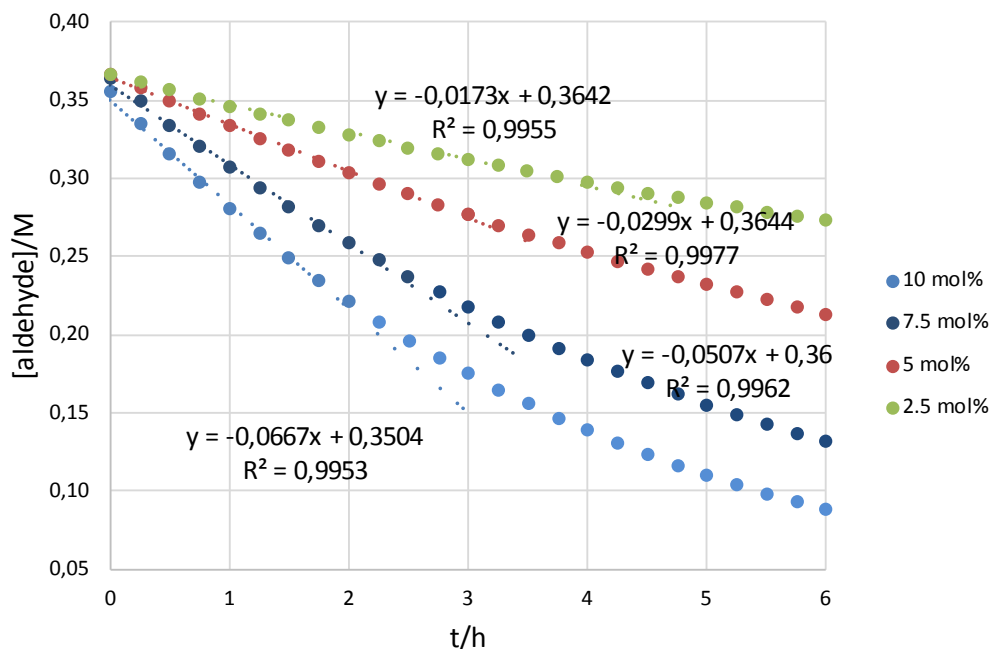 0,40
0,35
0,30
0,25
0,20
0,15
0,10
0,05
[aldehyde]/M
y = -0,0173x + 0,3642
R² = 0,9955
y = -0,0299x + 0,3644
R² = 0,9977
y = -0,0507x + 0,36
R² = 0,9962
y = -0,0667x + 0,3504
R² = 0,9953
0 1 2 3 4 5 6
t/h
10 mol%
7.5 mol%
5 mol%
2.5 mol%